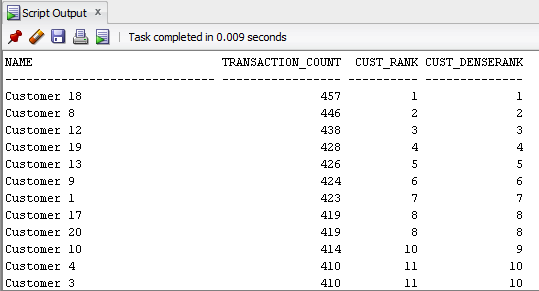 Script Output x
Task completed in 0.009 seconds
NAME TRANSACTION_COUNT CUST_RANK CUST_DENSERANK
------------------------------ ----------------- ---------- --------------
Customer 18 457 1 1
Customer 8 446 2 2
Customer 12 438 3 3
Customer 19 428 4 4
Customer 13 426 5 5
Customer 9 424 6 6
Customer 1 423 7 7
Customer 17 419 8 8
Customer 20 419 8 8
Customer 10 414 10 9
Customer 4 410 11 10
Customer 3 410 11 10